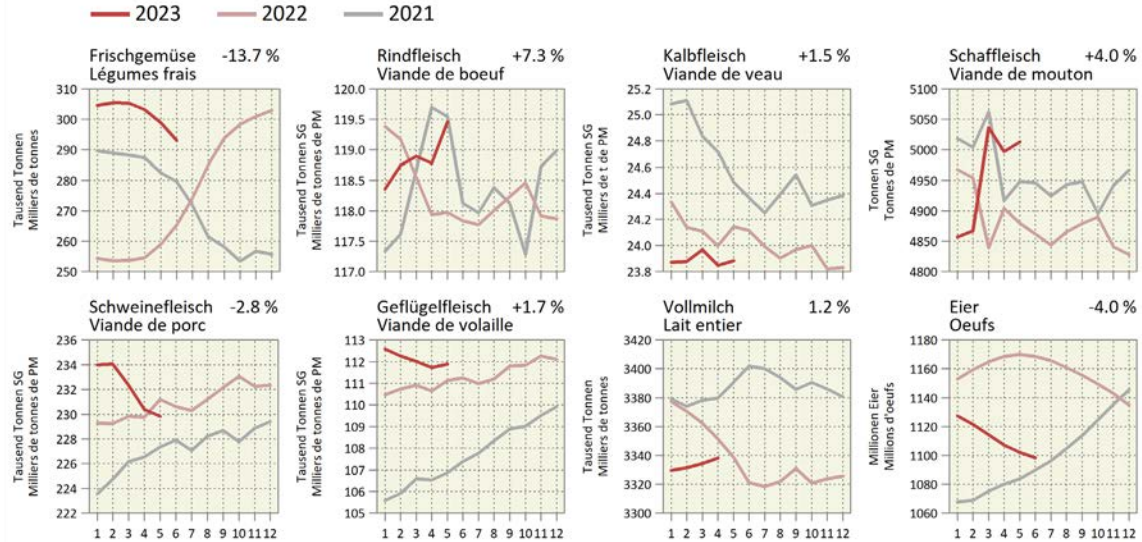 2023 2022 2021
Frischgemüse -13.7 %
Légumes frais
Tausend Tonnen
Milliers de tonnes
310
300
290
280
270
260
250
Rindfleisch +7.3 %
Viande de boeuf
Tausend Tonnen SG
Milliers de tonnes de PM
120.0
119.5
119.0
118.5
118.0
117.5
117.0
Kalbfleisch +1.5 %
Viande de veau
Tausend Tonnen SG
Milliers de t de PM
25.2
25.0
24.8
24.6
24.4
24.2
24.0
23.8
Schaffleisch +4.0 %
Viande de mouton
Tonnen SG
Tonnes de PM
5100
5050
5000
4950
4900
4850
4800
Schweinefleisch -2.8 %
Viande de porc
Tausend Tonnen SG
Milliers de tonnes de PM
236
234
232
230
228
226
224
222
1 2 3 4 5 6 7 8 9 10 11 12
Geflügelfleisch +1.7 %
Viande de volaille
Tausend Tonnen SG
Milliers de tonnes de PM
113
112
111
110
109
108
107
106
105
1 2 3 4 5 6 7 8 9 10 11 12
Vollmilch 1.2 %
Lait entier
Tausend Tonnen
Milliers de tonnes
3420
3400
3380
3360
3340
3320
3300
1 2 3 4 5 6 7 8 9 10 11 12
Eier -4.0 %
Oeufs
Millionen Eier
Millions d'oeufs
1180
1160
1140
1120
1100
1080
1060
1 2 3 4 5 6 7 8 9 10 11 12